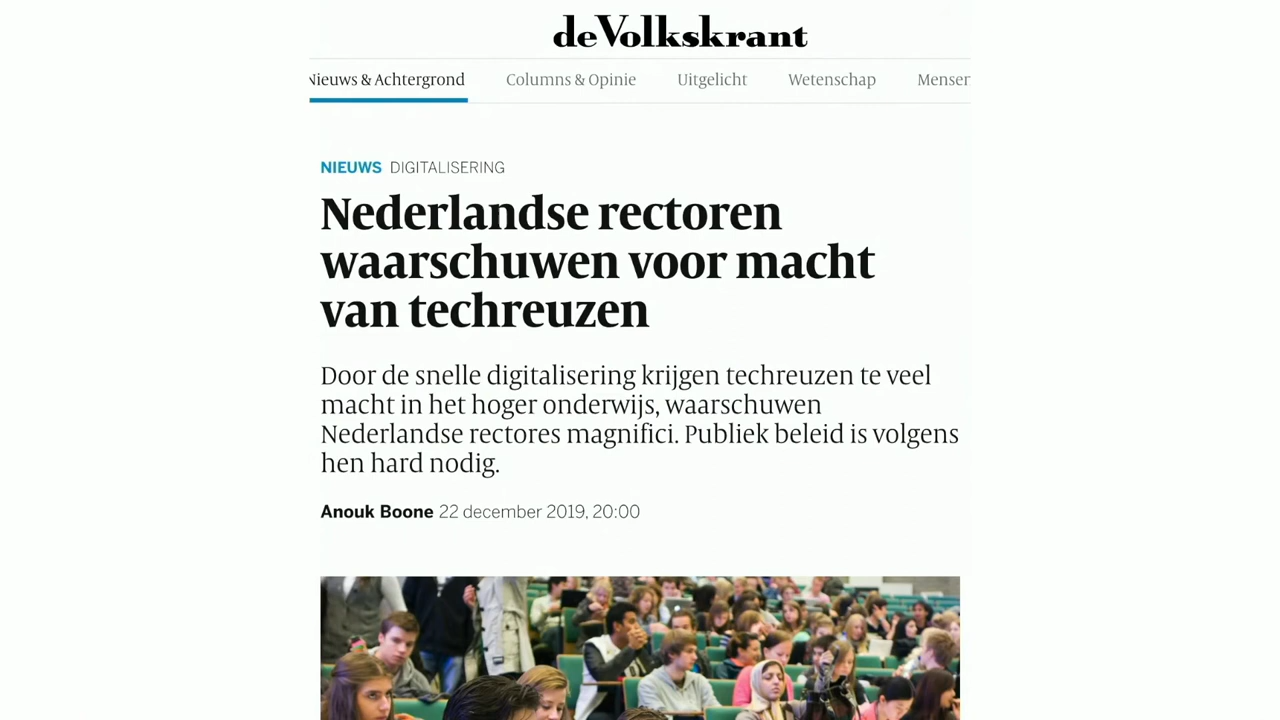 de Volkskrant
Nieuws & Achtergrond Columns & Opinie Uitgelicht Wetenschap
NIEUWS DIGITALISERING
Nederlandse rectoren
waarschuwen voor macht
van techreuzen
Door de snelle digitalisering krijgen techreuzen te veel
macht in het hoger onderwijs, waarschuwen
Nederlandse rectores magnifici. Publiek beleid is volgens
hen hard nodig.
Anouk Boone 22 december 2019, 20:00